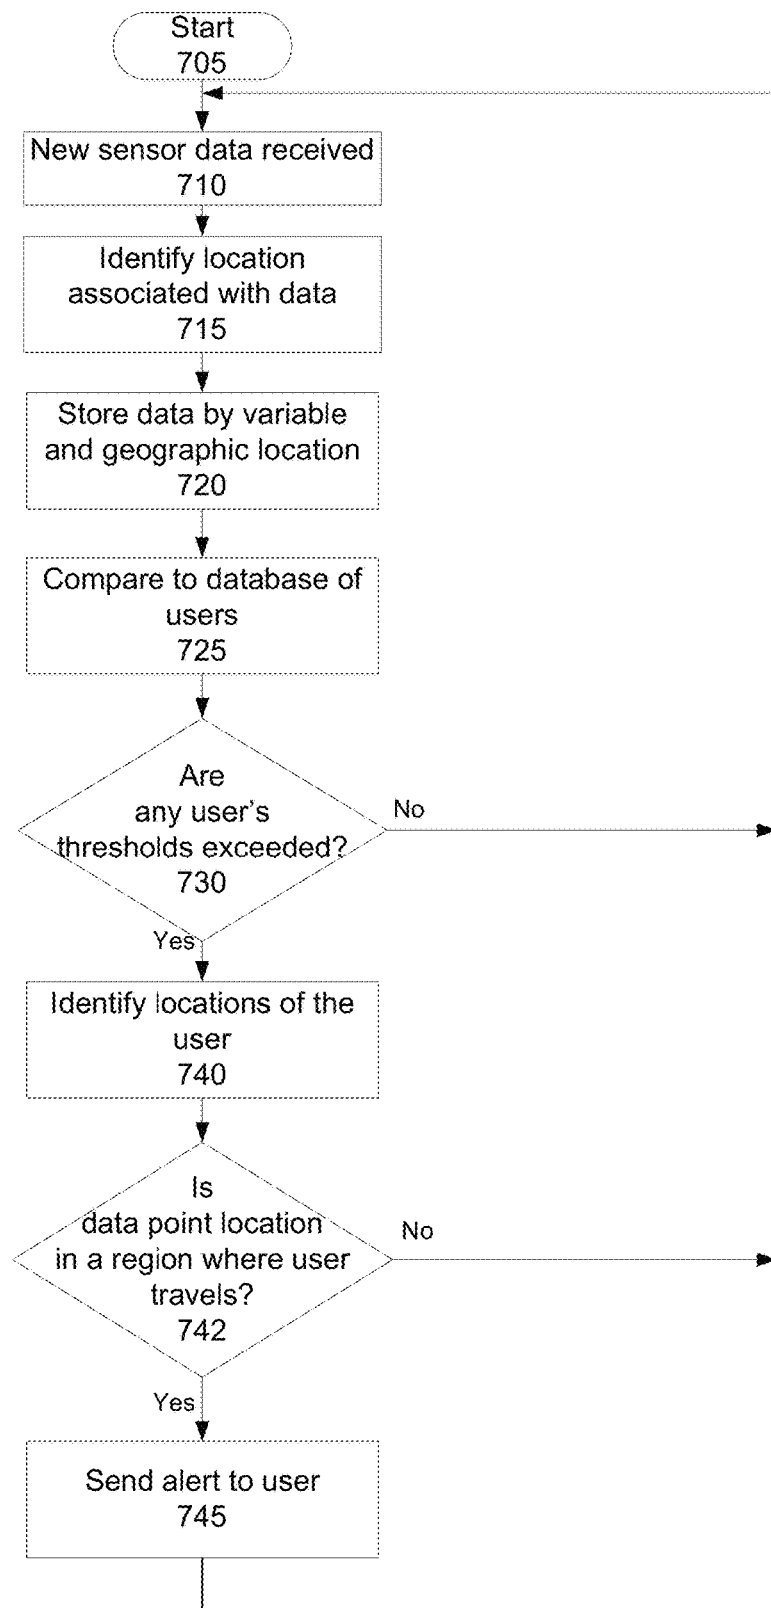 Start
705
New sensor data received
710
Identify location
associated with data
715
Store data by variable
and geographic location
720
Compare to database of
users
725
Are
any user's
thresholds exceeded?
730
No
Yes
Identify locations of the
user
740
Is
data point location
in a region where user
travels?
742
No
Yes
Send alert to user
745